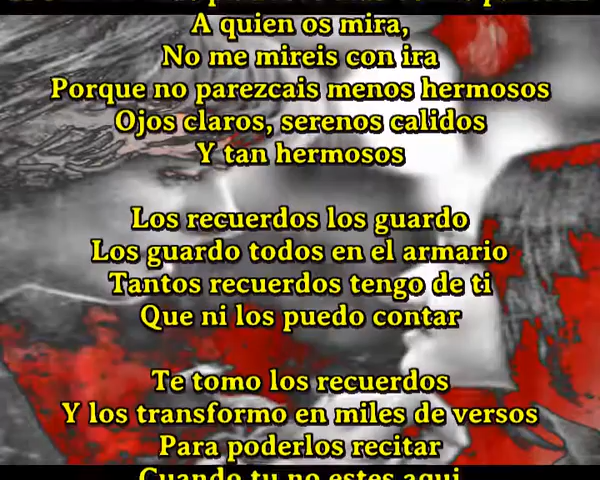 A quien os mira,
No me mireis con ira
Porque no parezcais menos hermosos
Ojos claros, serenos calidos
Y tan hermosos
Los recuerdos los guardo
Los guardo todos en el armario
Tantos recuerdos tengo de ti
Que ni los puedo contar
Te tomo los recuerdos
Y los transformo en miles de versos
Para poderlos recitar
Cuando tu no estes aqui